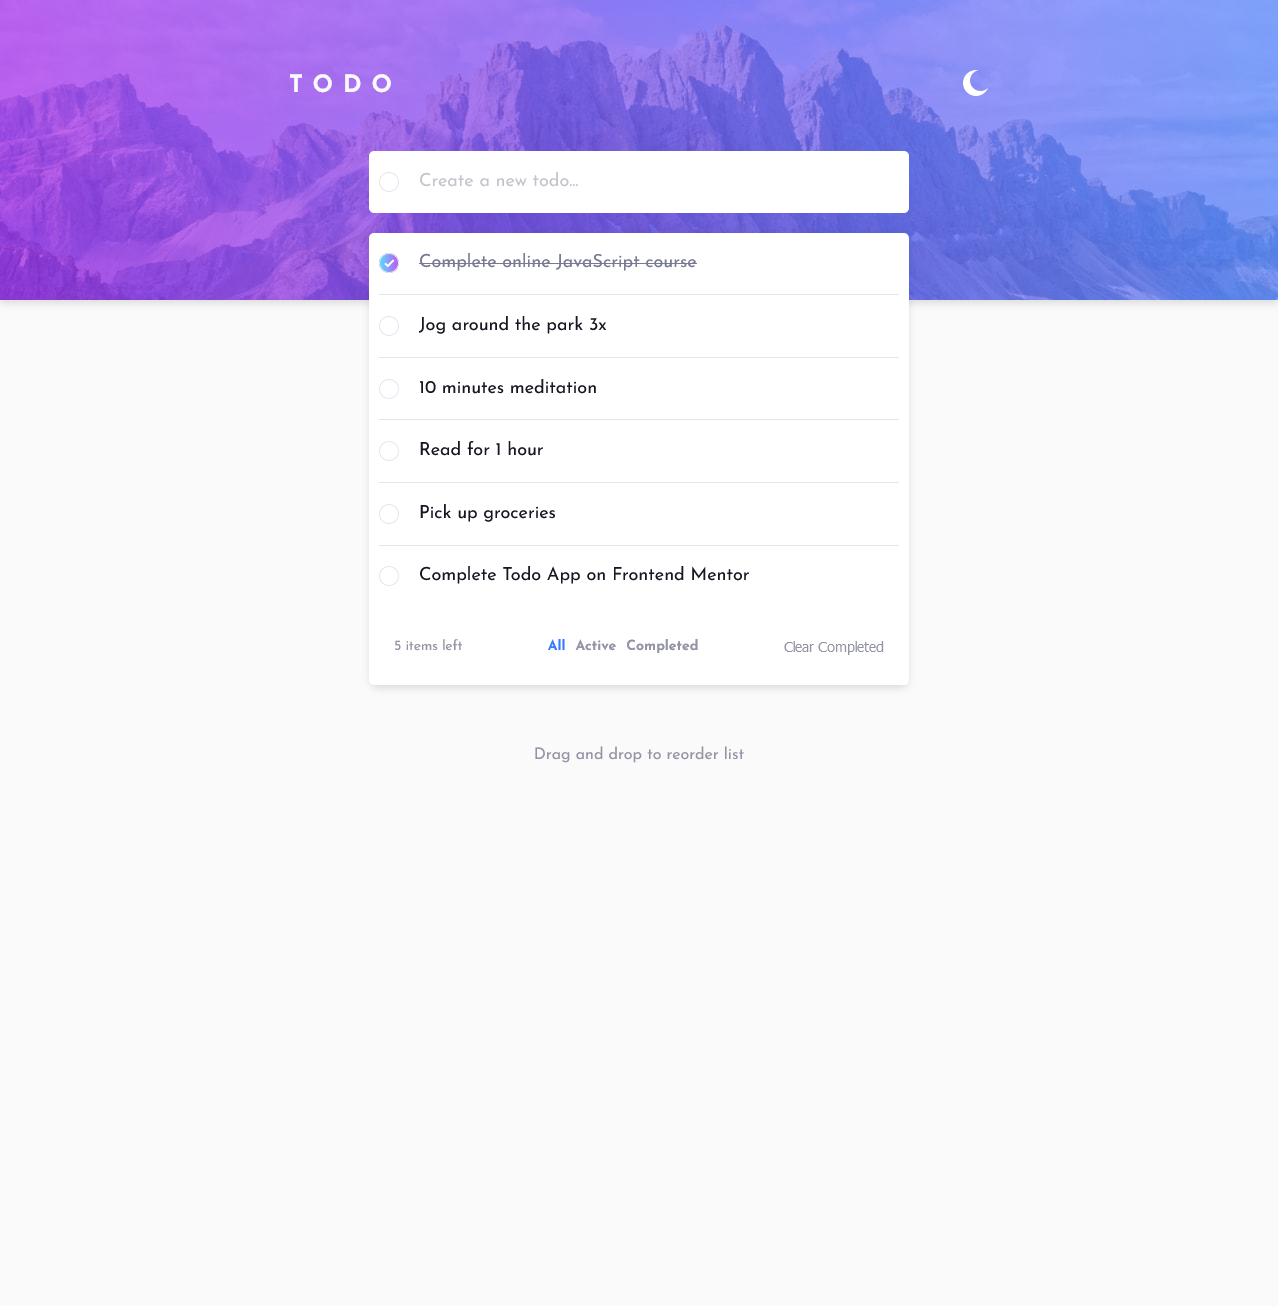 TODO
Create a new todo...
Complete online JavaScript course
Jog around the park 3x
10 minutes meditation
Read for 1 hour
Pick up groceries
Complete Todo App on Frontend Mentor
5 items left All Active Completed Clear Completed
Drag and drop to reorder list